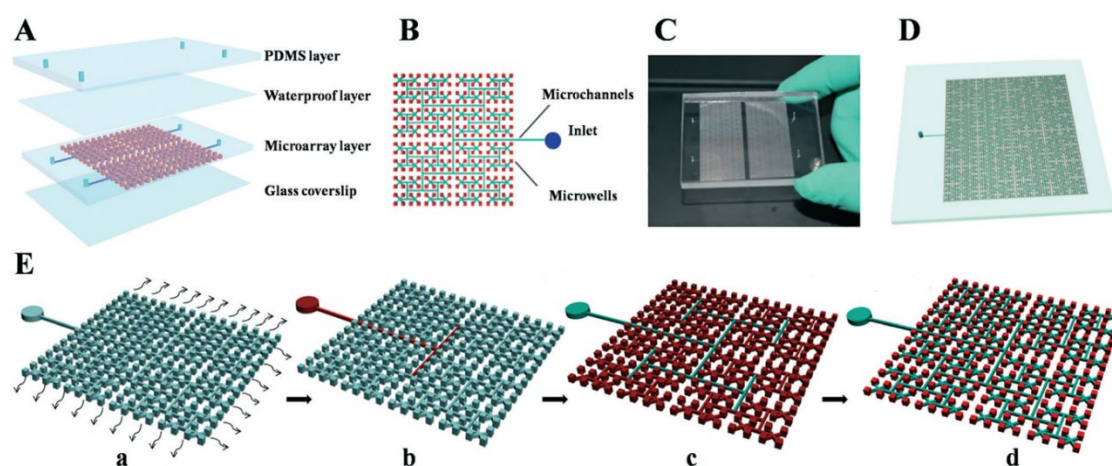 A
PDMS layer
Waterproof layer
Microarray layer
Glass coverslip
B
Microchannels
Inlet
Microwells
C
D
E
a
b
c
d